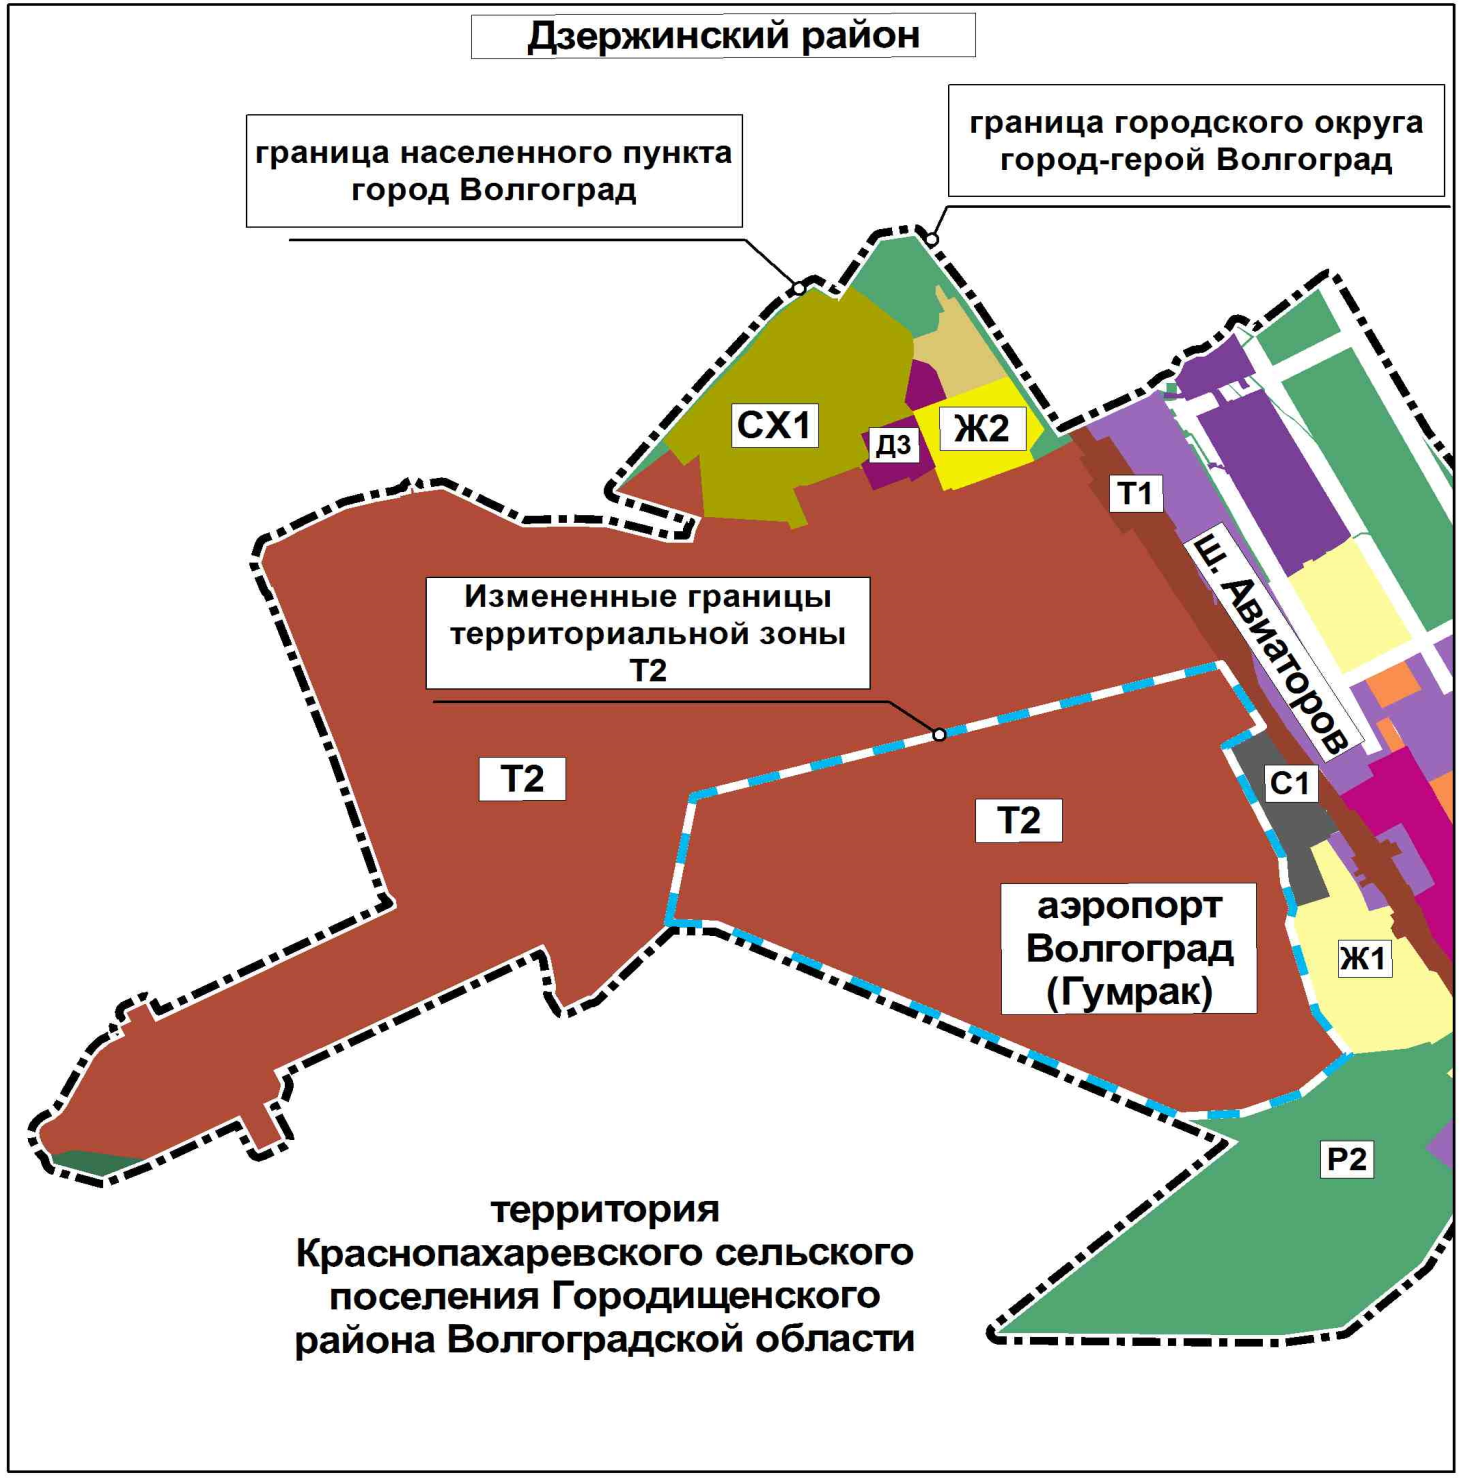 Дзержинский район
граница городского округа
город-герой Волгоград
граница населенного пункта
город Волгоград
СХ1
Ж2
Д3
Т1
ш. Авиаторов
Измененные границы
территориальной зоны
Т2
Т2
С1
Т2
аэропорт
Волгоград
(Гумрак)
Ж1
Р2
территория
Краснопахаревского сельского
поселения Городищенского
района Волгоградской области